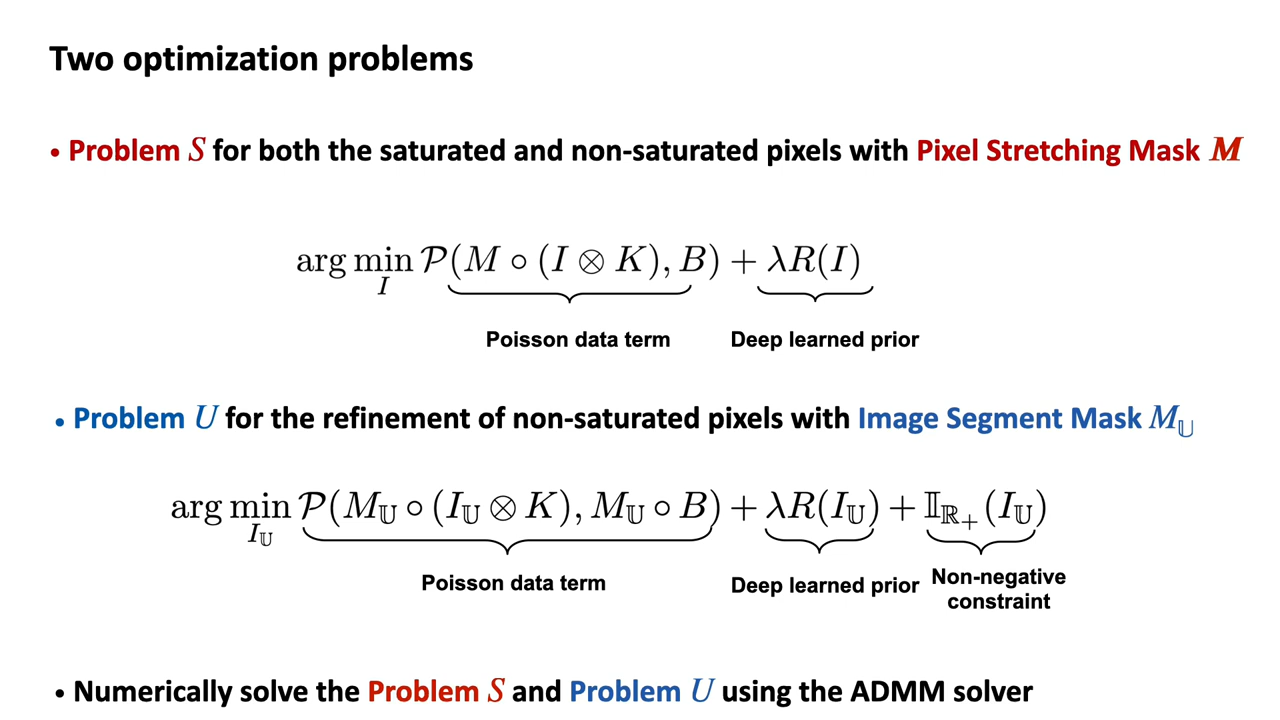 Two optimization problems
• Problem S for both the saturated and non-saturated pixels with Pixel Stretching Mask M
arg min_I 𝒫(M ∘ (I ⊗ K), B) + λR(I)
Poisson data term
Deep learned prior
• Problem U for the refinement of non-saturated pixels with Image Segment Mask M_𝕌
arg min_{I_𝕌} 𝒫(M_𝕌 ∘ (I_𝕌 ⊗ K), M_𝕌 ∘ B) + λR(I_𝕌) + 𝕀_{ℝ_+}(I_𝕌)
Poisson data term
Deep learned prior
Non-negative
constraint
• Numerically solve the Problem S and Problem U using the ADMM solver